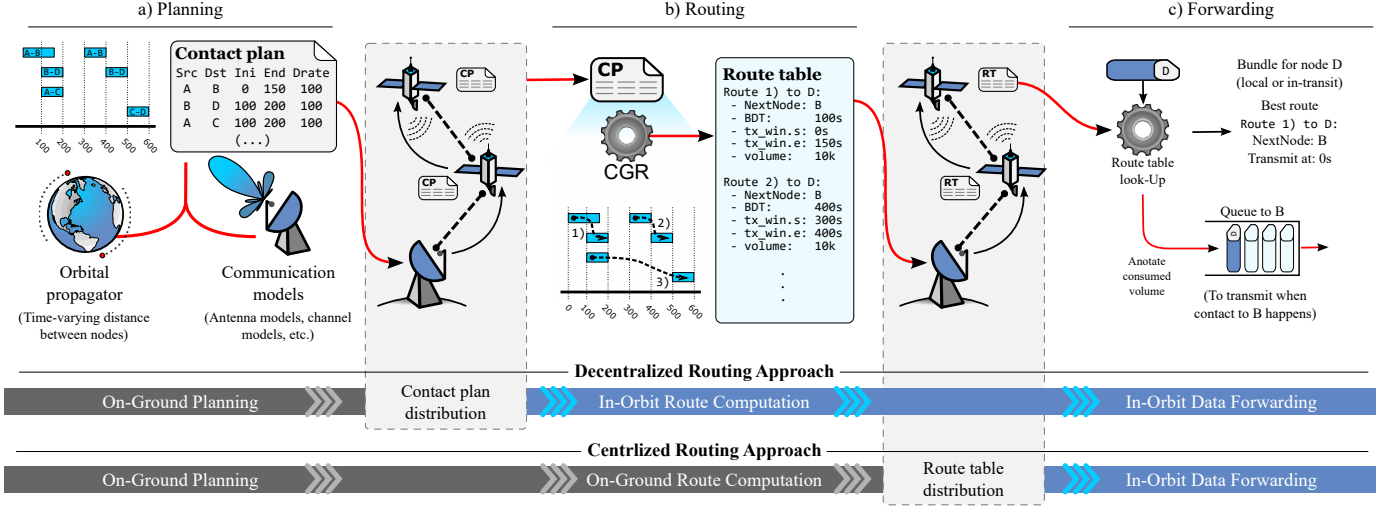 a) Planning
A-B
A-B
B-D
B-D
A-C
C-D
100
200
300
400
500
600
Contact plan
Src Dst Ini End Drate
A B 0 150 100
B D 100 200 100
A C 100 200 100
(...)
Orbital
propagator
(Time-varying distance
between nodes)
Communication
models
(Antenna models, channel
models, etc.)
CP
CP
b) Routing
CP
CGR
1)
2)
3)
0
100
200
300
400
500
600
Route table
Route 1) to D:
- NextNode: B
- BDT: 100s
- tx_win.s: 0s
- tx_win.e: 150s
- volume: 10k
Route 2) to D:
- NextNode: B
- BDT: 400s
- tx_win.s: 300s
- tx_win.e: 400s
- volume: 10k
.
.
.
RT
RT
c) Forwarding
D
Bundle for node D
(local or in-transit)
Best route
Route 1) to D:
NextNode: B
Transmit at: 0s
Route table
look-Up
Queue to B
D
Anotate
consumed
volume
(To transmit when
contact to B happens)
Decentralized Routing Approach
On-Ground Planning
Contact plan
distribution
In-Orbit Route Computation
In-Orbit Data Forwarding
Centrlized Routing Approach
On-Ground Planning
On-Ground Route Computation
Route table
distribution
In-Orbit Data Forwarding